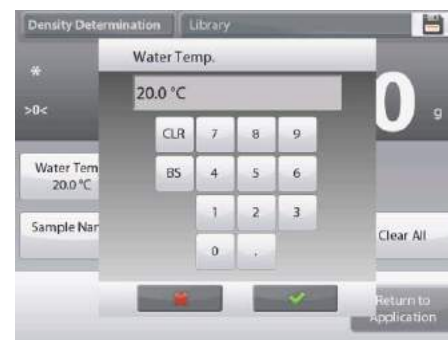 Density Determination Library
Water Temp.
20.0 °C
*
>0<
0 g
CLR 7 8 9
BS 4 5 6
1 2 3
0 .
Water Tem
20.0 °C
Sample Nar
Clear All
Return to
Application